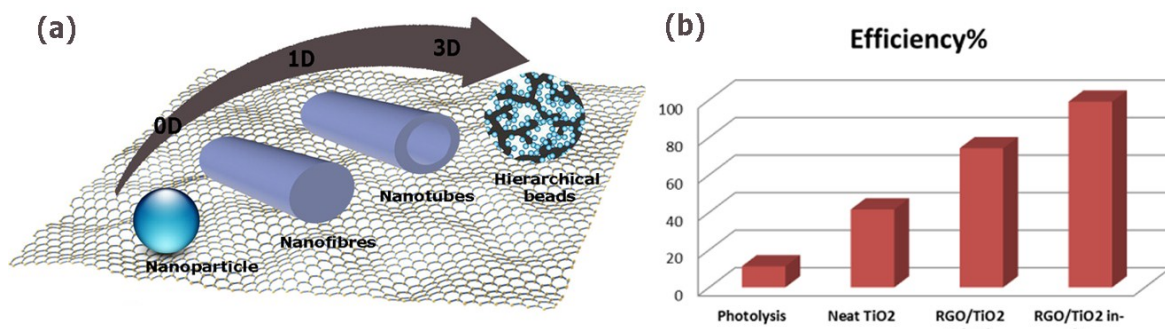 (a)
0D
1D
3D
Nanoparticle
Nanofibres
Nanotubes
Hierarchical
beads
(b)
Efficiency%
100
80
60
40
20
0
Photolysis
Neat TiO2
RGO/TiO2
RGO/TiO2 in-